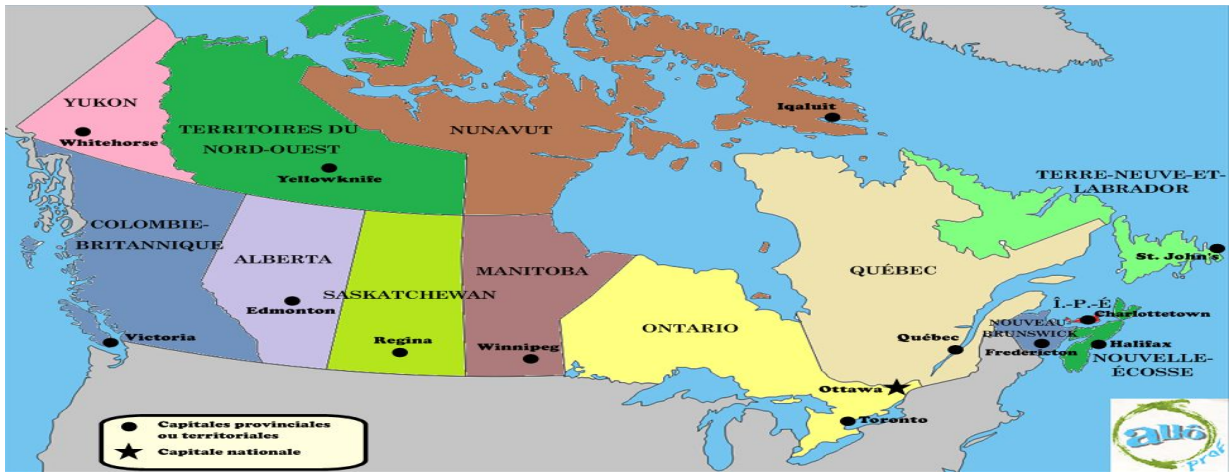 YUKON
Whitehorse
TERRITOIRES DU
NORD-OUEST
Yellowknife
NUNAVUT
Iqaluit
COLOMBIE-
BRITANNIQUE
Victoria
ALBERTA
Edmonton
SASKATCHEWAN
Regina
MANITOBA
Winnipeg
ONTARIO
Ottawa
Toronto
QUÉBEC
Québec
TERRE-NEUVE-ET-
LABRADOR
St. John's
Î.-P.-É
Charlottetown
NOUVEAU
BRUNSWICK
Fredericton
Halifax
NOUVELLE-
ÉCOSSE
Capitales provinciales
ou territoriales
Capitale nationale
allô
prof